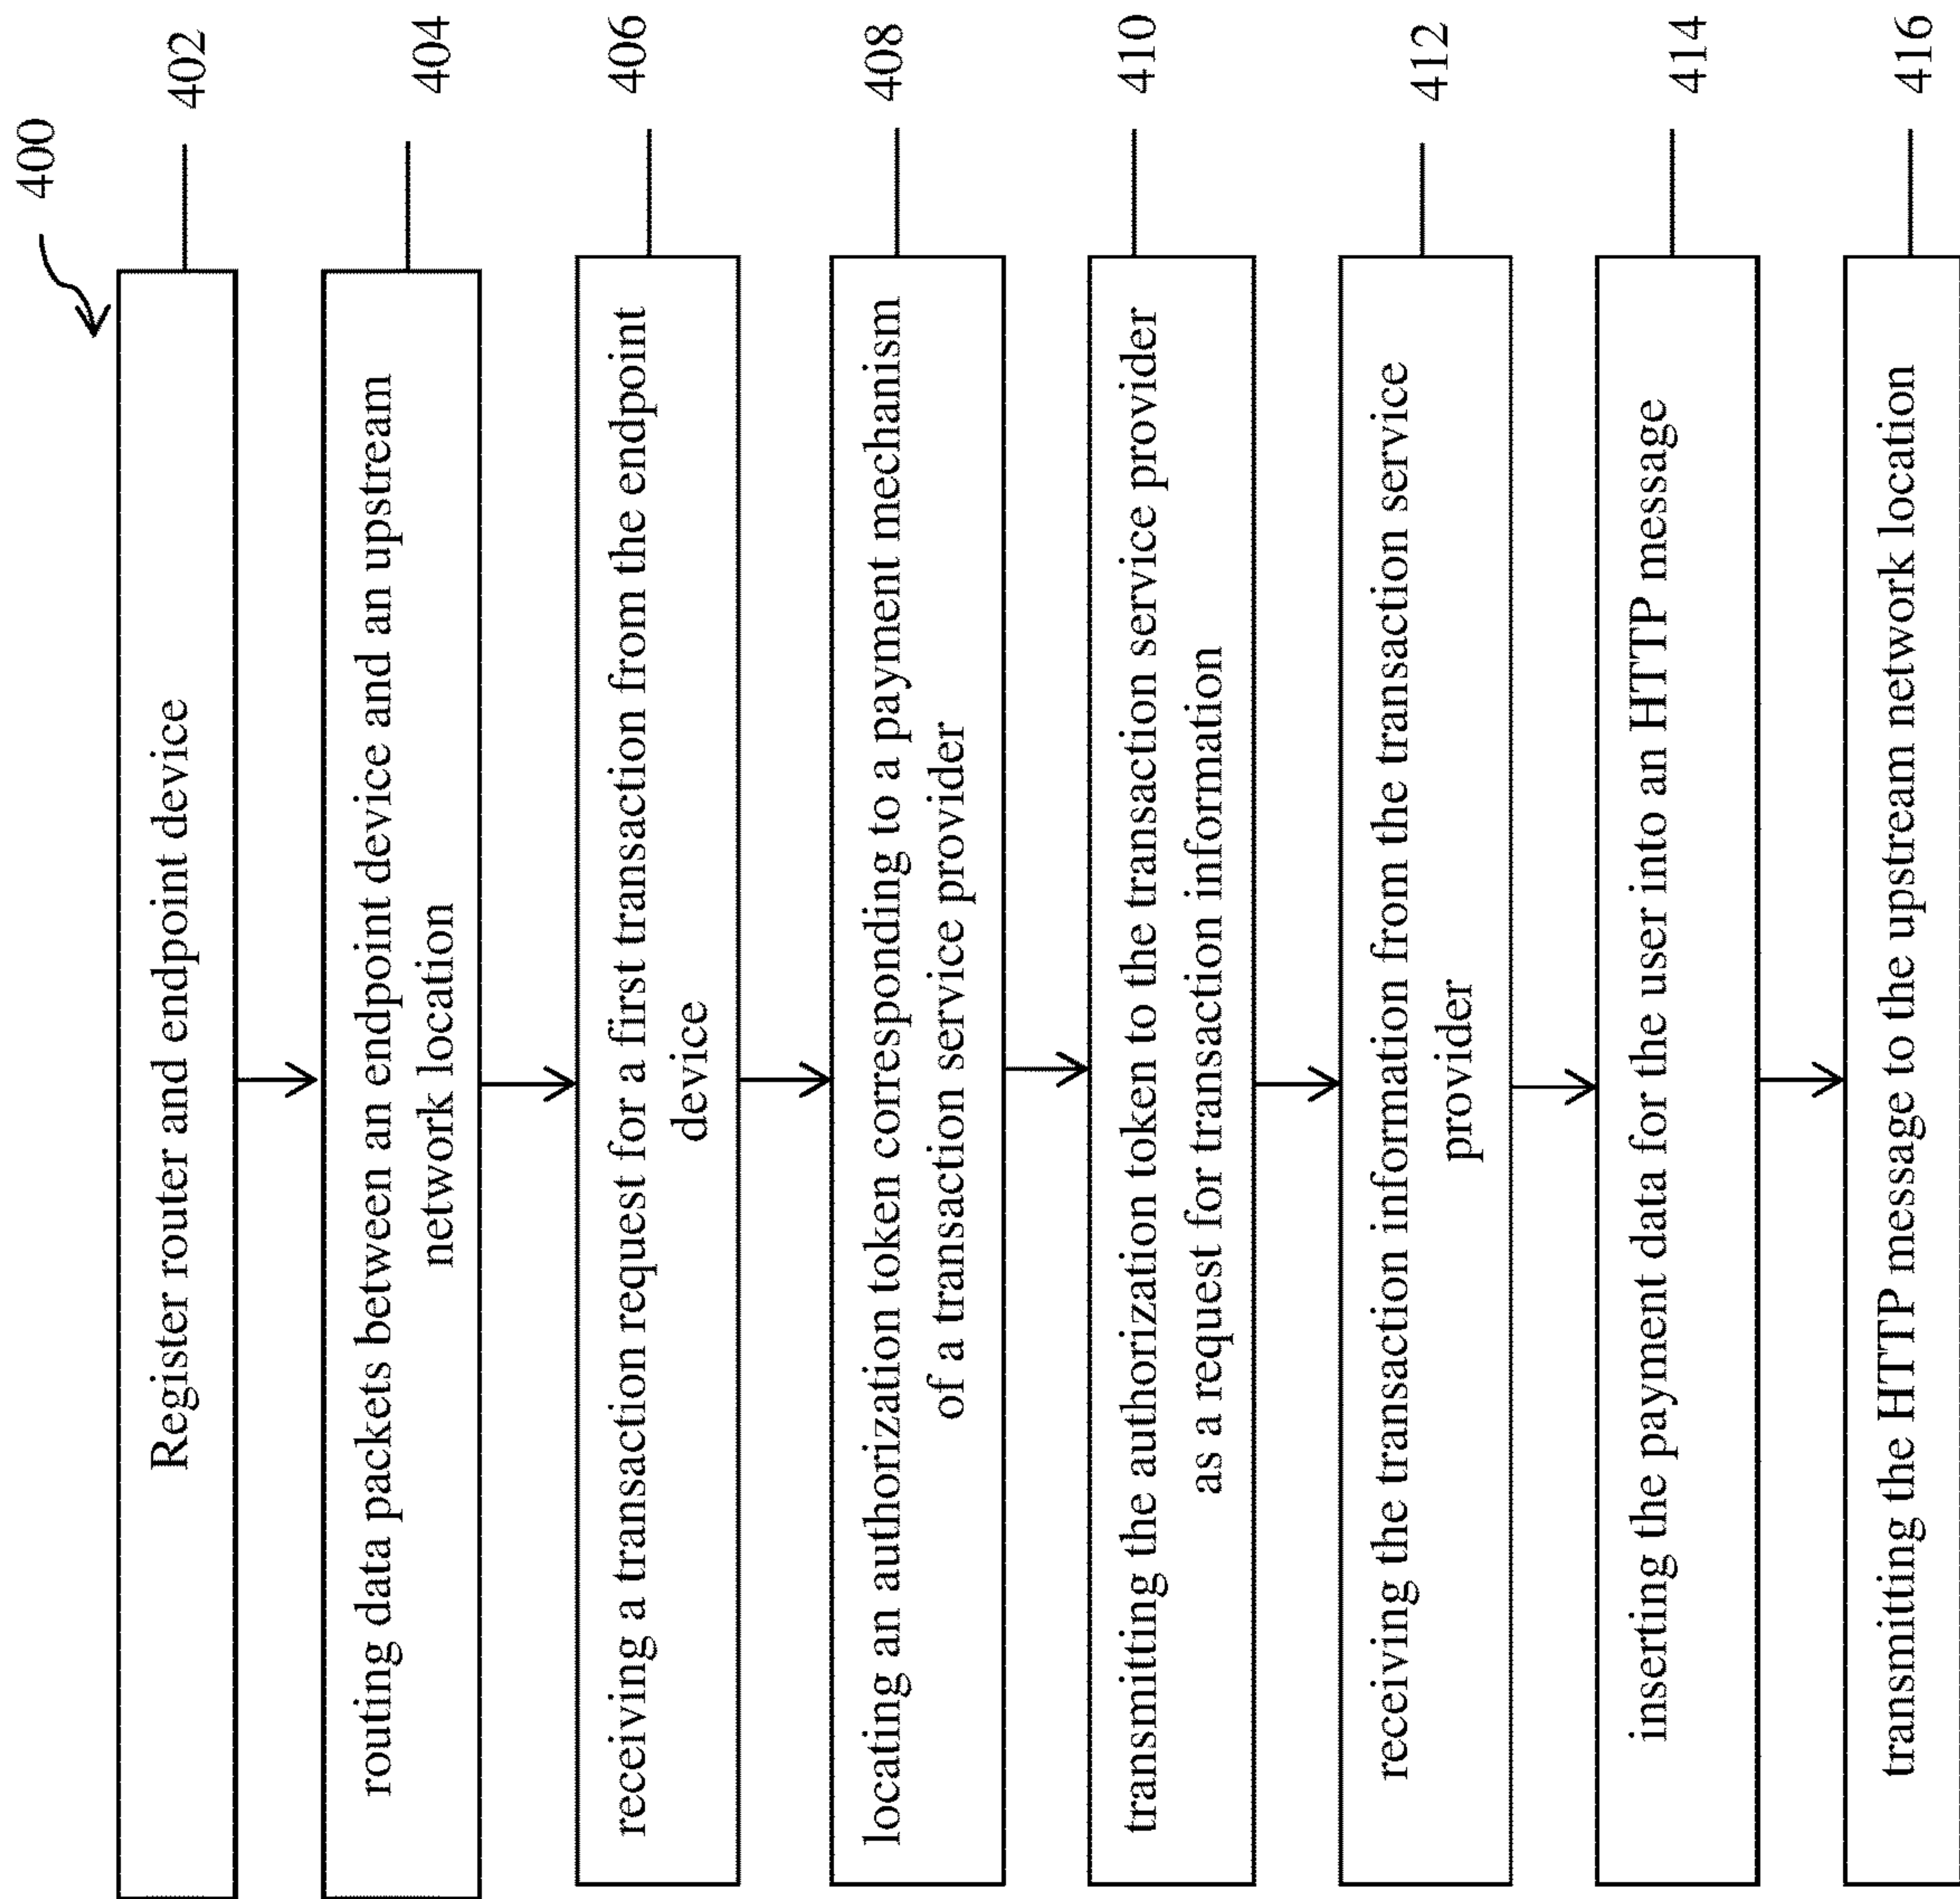 400
Register router and endpoint device
402
routing data packets between an endpoint device and an upstream
network location
404
receiving a transaction request for a first transaction from the endpoint
device
406
locating an authorization token corresponding to a payment mechanism
of a transaction service provider
408
transmitting the authorization token to the transaction service provider
as a request for transaction information
410
receiving the transaction information from the transaction service
provider
412
inserting the payment data for the user into an HTTP message
414
transmitting the HTTP message to the upstream network location
416